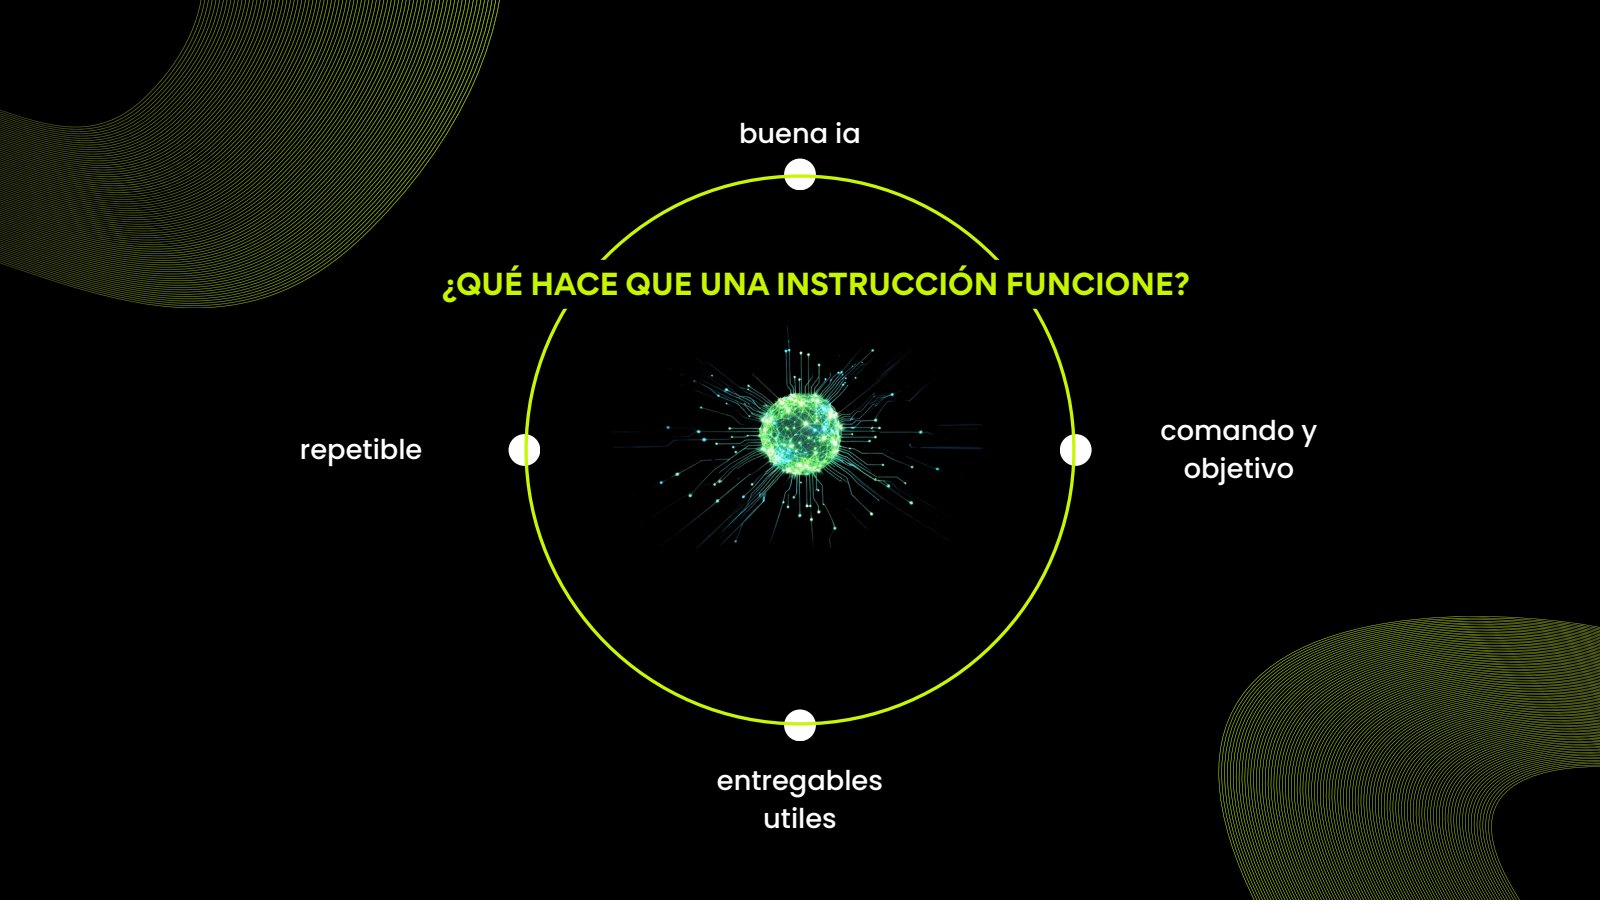 buena ia
¿QUÉ HACE QUE UNA INSTRUCCIÓN FUNCIONE?
repetible
comando y
objetivo
entregables
utiles